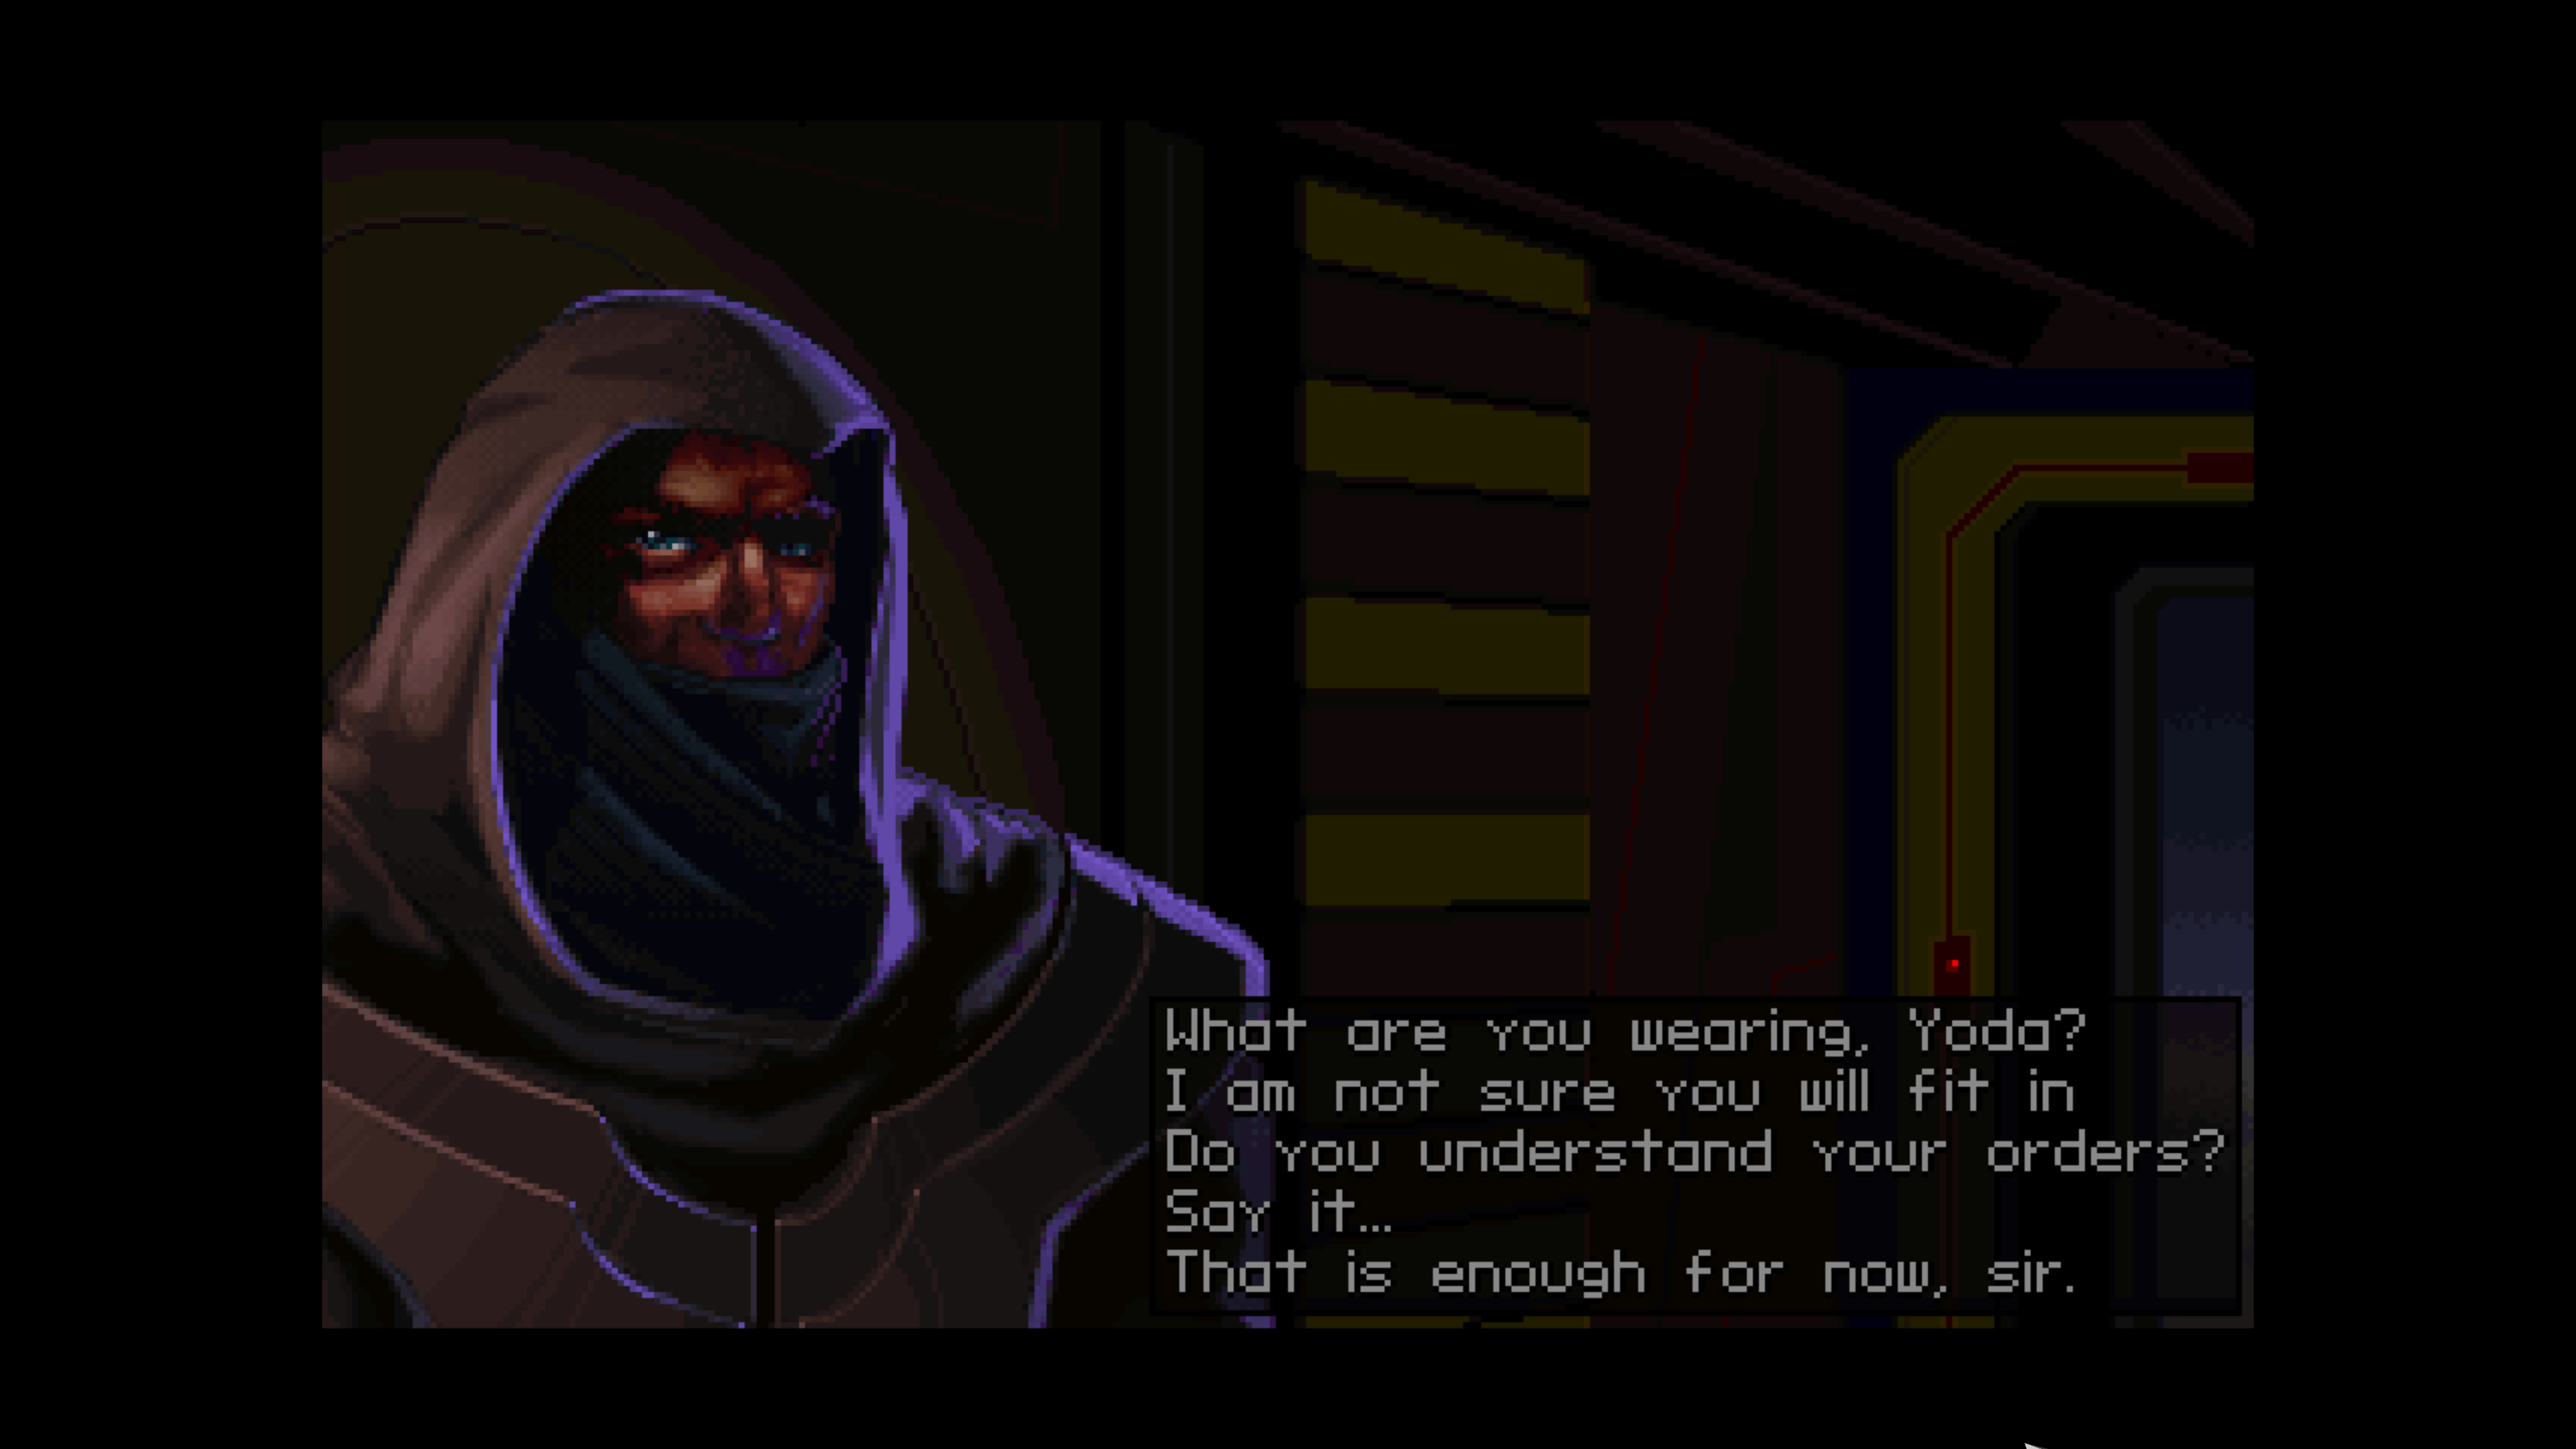 What are you wearing, Yoda?
I am not sure you will fit in
Do you understand your orders?
Say it...
That is enough for now, sir.